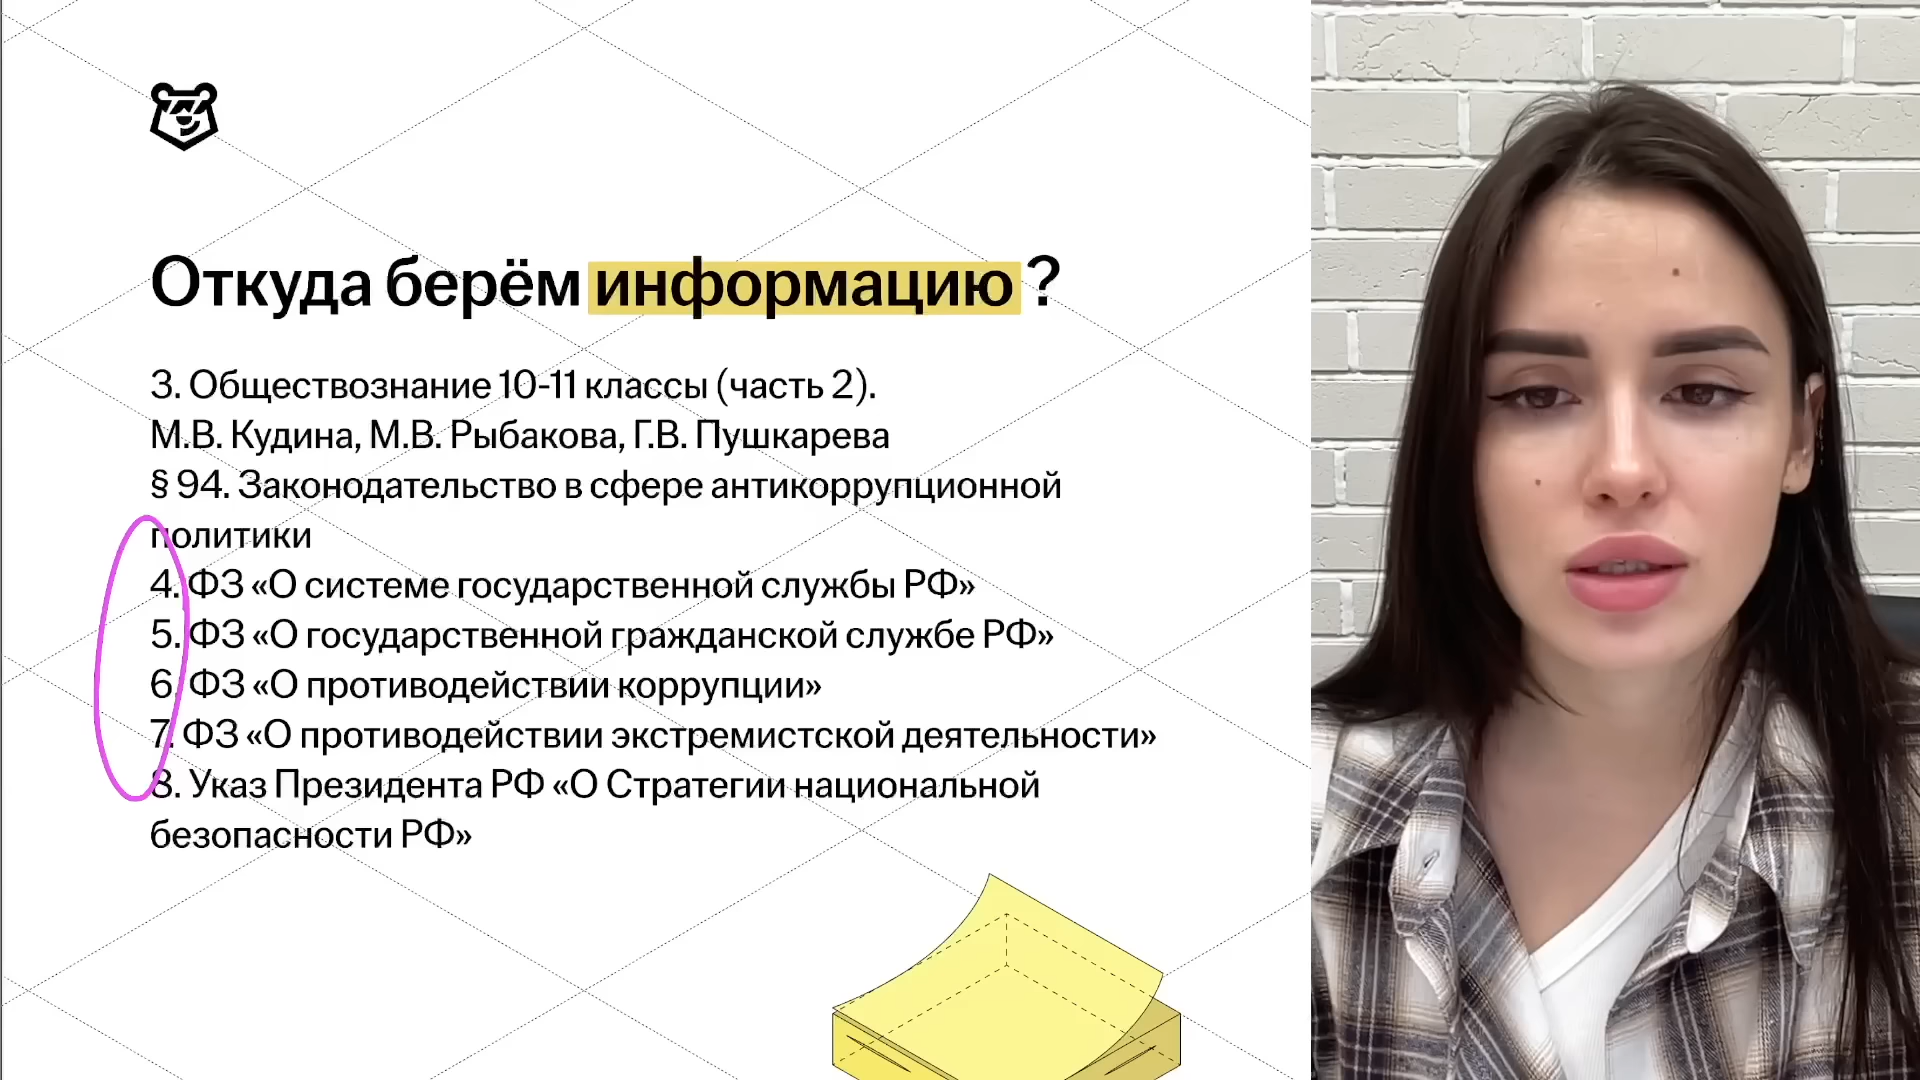 Откуда берём информацию?
3. Обществознание 10-11 классы (часть 2).
М.В. Кудина, М.В. Рыбакова, Г.В. Пушкарева
§ 94. Законодательство в сфере антикоррупционной
политики
4. ФЗ «О системе государственной службы РФ»
5. ФЗ «О государственной гражданской службе РФ»
6. ФЗ «О противодействии коррупции»
7. ФЗ «О противодействии экстремистской деятельности»
8. Указ Президента РФ «О Стратегии национальной
безопасности РФ»